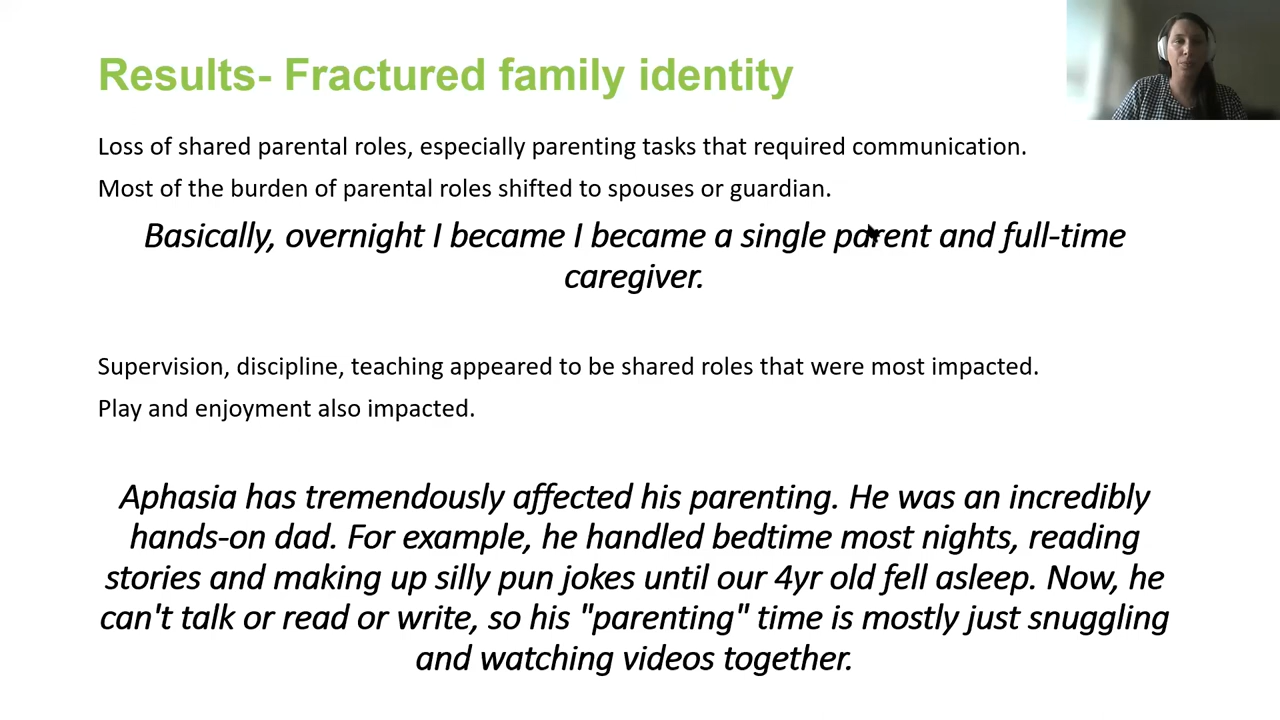 Results- Fractured family identity
Loss of shared parental roles, especially parenting tasks that required communication.
Most of the burden of parental roles shifted to spouses or guardian.
Basically, overnight I became I became a single parent and full-time
caregiver.
Supervision, discipline, teaching appeared to be shared roles that were most impacted.
Play and enjoyment also impacted.
Aphasia has tremendously affected his parenting. He was an incredibly
hands-on dad. For example, he handled bedtime most nights, reading
stories and making up silly pun jokes until our 4yr old fell asleep. Now, he
can't talk or read or write, so his "parenting" time is mostly just snuggling
and watching videos together.